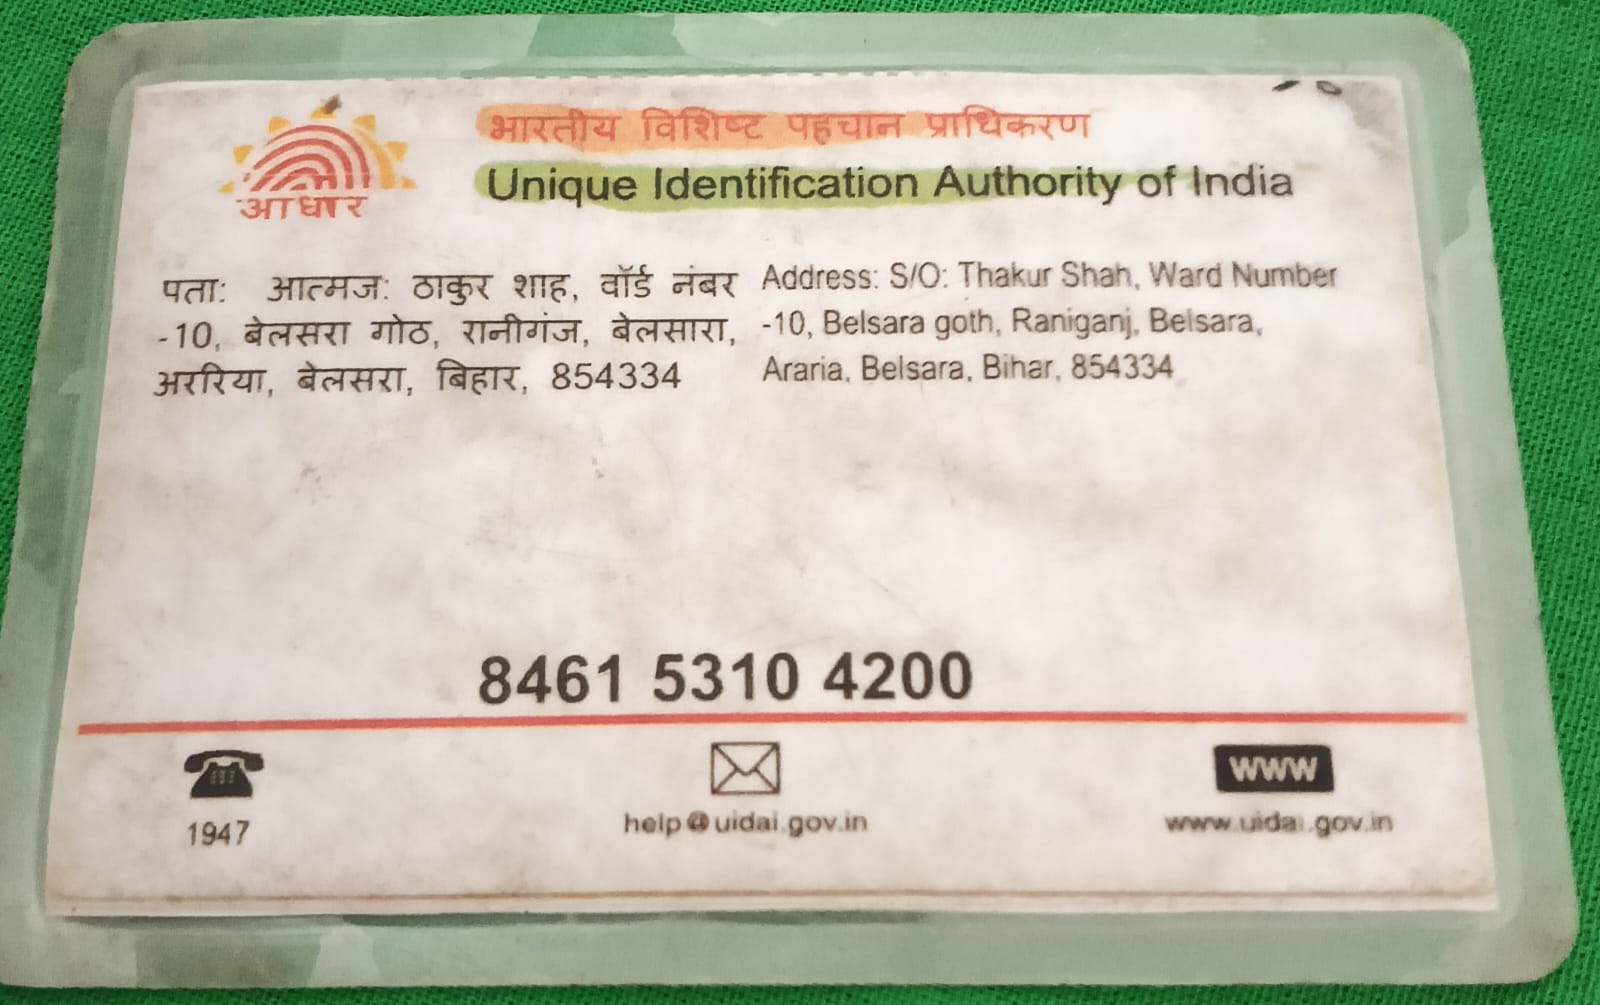 भारतीय विशिष्ट पहचान प्राधिकरण
Unique Identification Authority of India
आधार
पता: आत्मज: ठाकुर शाह, वॉर्ड नंबर
-10, बेलसरा गोठ, रानीगंज, बेलसारा,
अररिया, बेलसरा, बिहार, 854334
Address: S/O: Thakur Shah, Ward Number
-10, Belsara goth, Raniganj, Belsara,
Araria, Belsara, Bihar, 854334
8461 5310 4200
WWW
1947
help@uidai.gov.in
www.uidai.gov.in